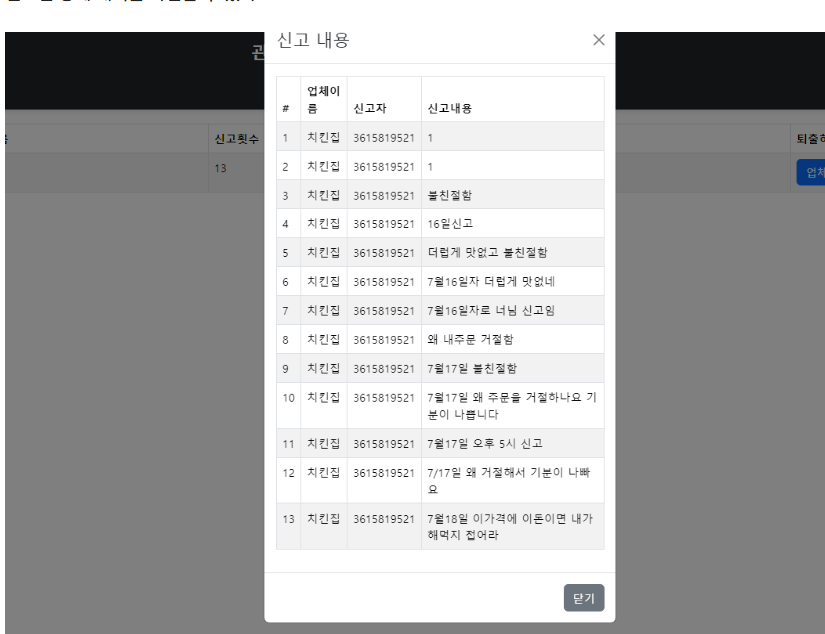 신고 내용
관
신고횟수
퇴출
13
업체
# 업체이름 신고자 신고내용
1 치킨집 3615819521 1
2 치킨집 3615819521 1
3 치킨집 3615819521 불친절함
4 치킨집 3615819521 16일신고
5 치킨집 3615819521 더럽게 맛없고 불친절함
6 치킨집 3615819521 7월16일자 더럽게 맛없네
7 치킨집 3615819521 7월16일자로 너님 신고임
8 치킨집 3615819521 왜 내주문 거절함
9 치킨집 3615819521 7월17일 불친절함
10 치킨집 3615819521 7월17일 왜 주문을 거절하나요 기
분이 나쁩니다
11 치킨집 3615819521 7월17일 오후 5시 신고
12 치킨집 3615819521 7/17일 왜 거절해서 기분이 나빠
요
13 치킨집 3615819521 7월18일 이가격에 이돈이면 내가
해먹지 접어라
닫기